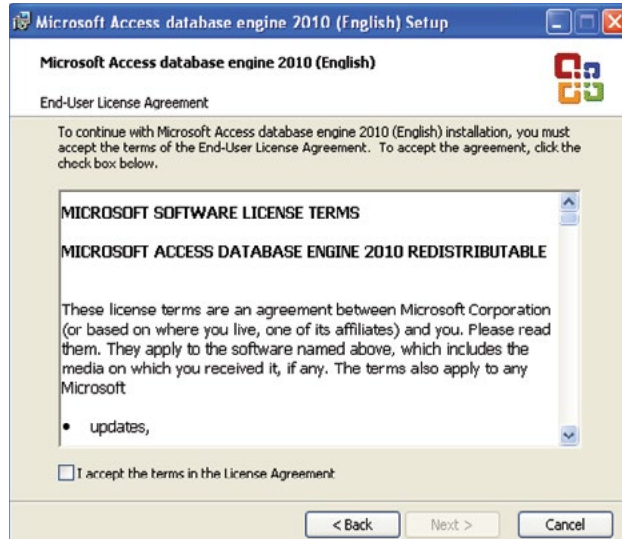 Microsoft Access database engine 2010 (English) Setup
Microsoft Access database engine 2010 (English)
End-User License Agreement
To continue with Microsoft Access database engine 2010 (English) installation, you must
accept the terms of the End-User License Agreement. To accept the agreement, click the
check box below.
MICROSOFT SOFTWARE LICENSE TERMS
MICROSOFT ACCESS DATABASE ENGINE 2010 REDISTRIBUTABLE
These license terms are an agreement between Microsoft Corporation
(or based on where you live, one of its affiliates) and you. Please read
them. They apply to the software named above, which includes the
media on which you received it, if any. The terms also apply to any
Microsoft
• updates,
I accept the terms in the License Agreement
< Back Next > Cancel